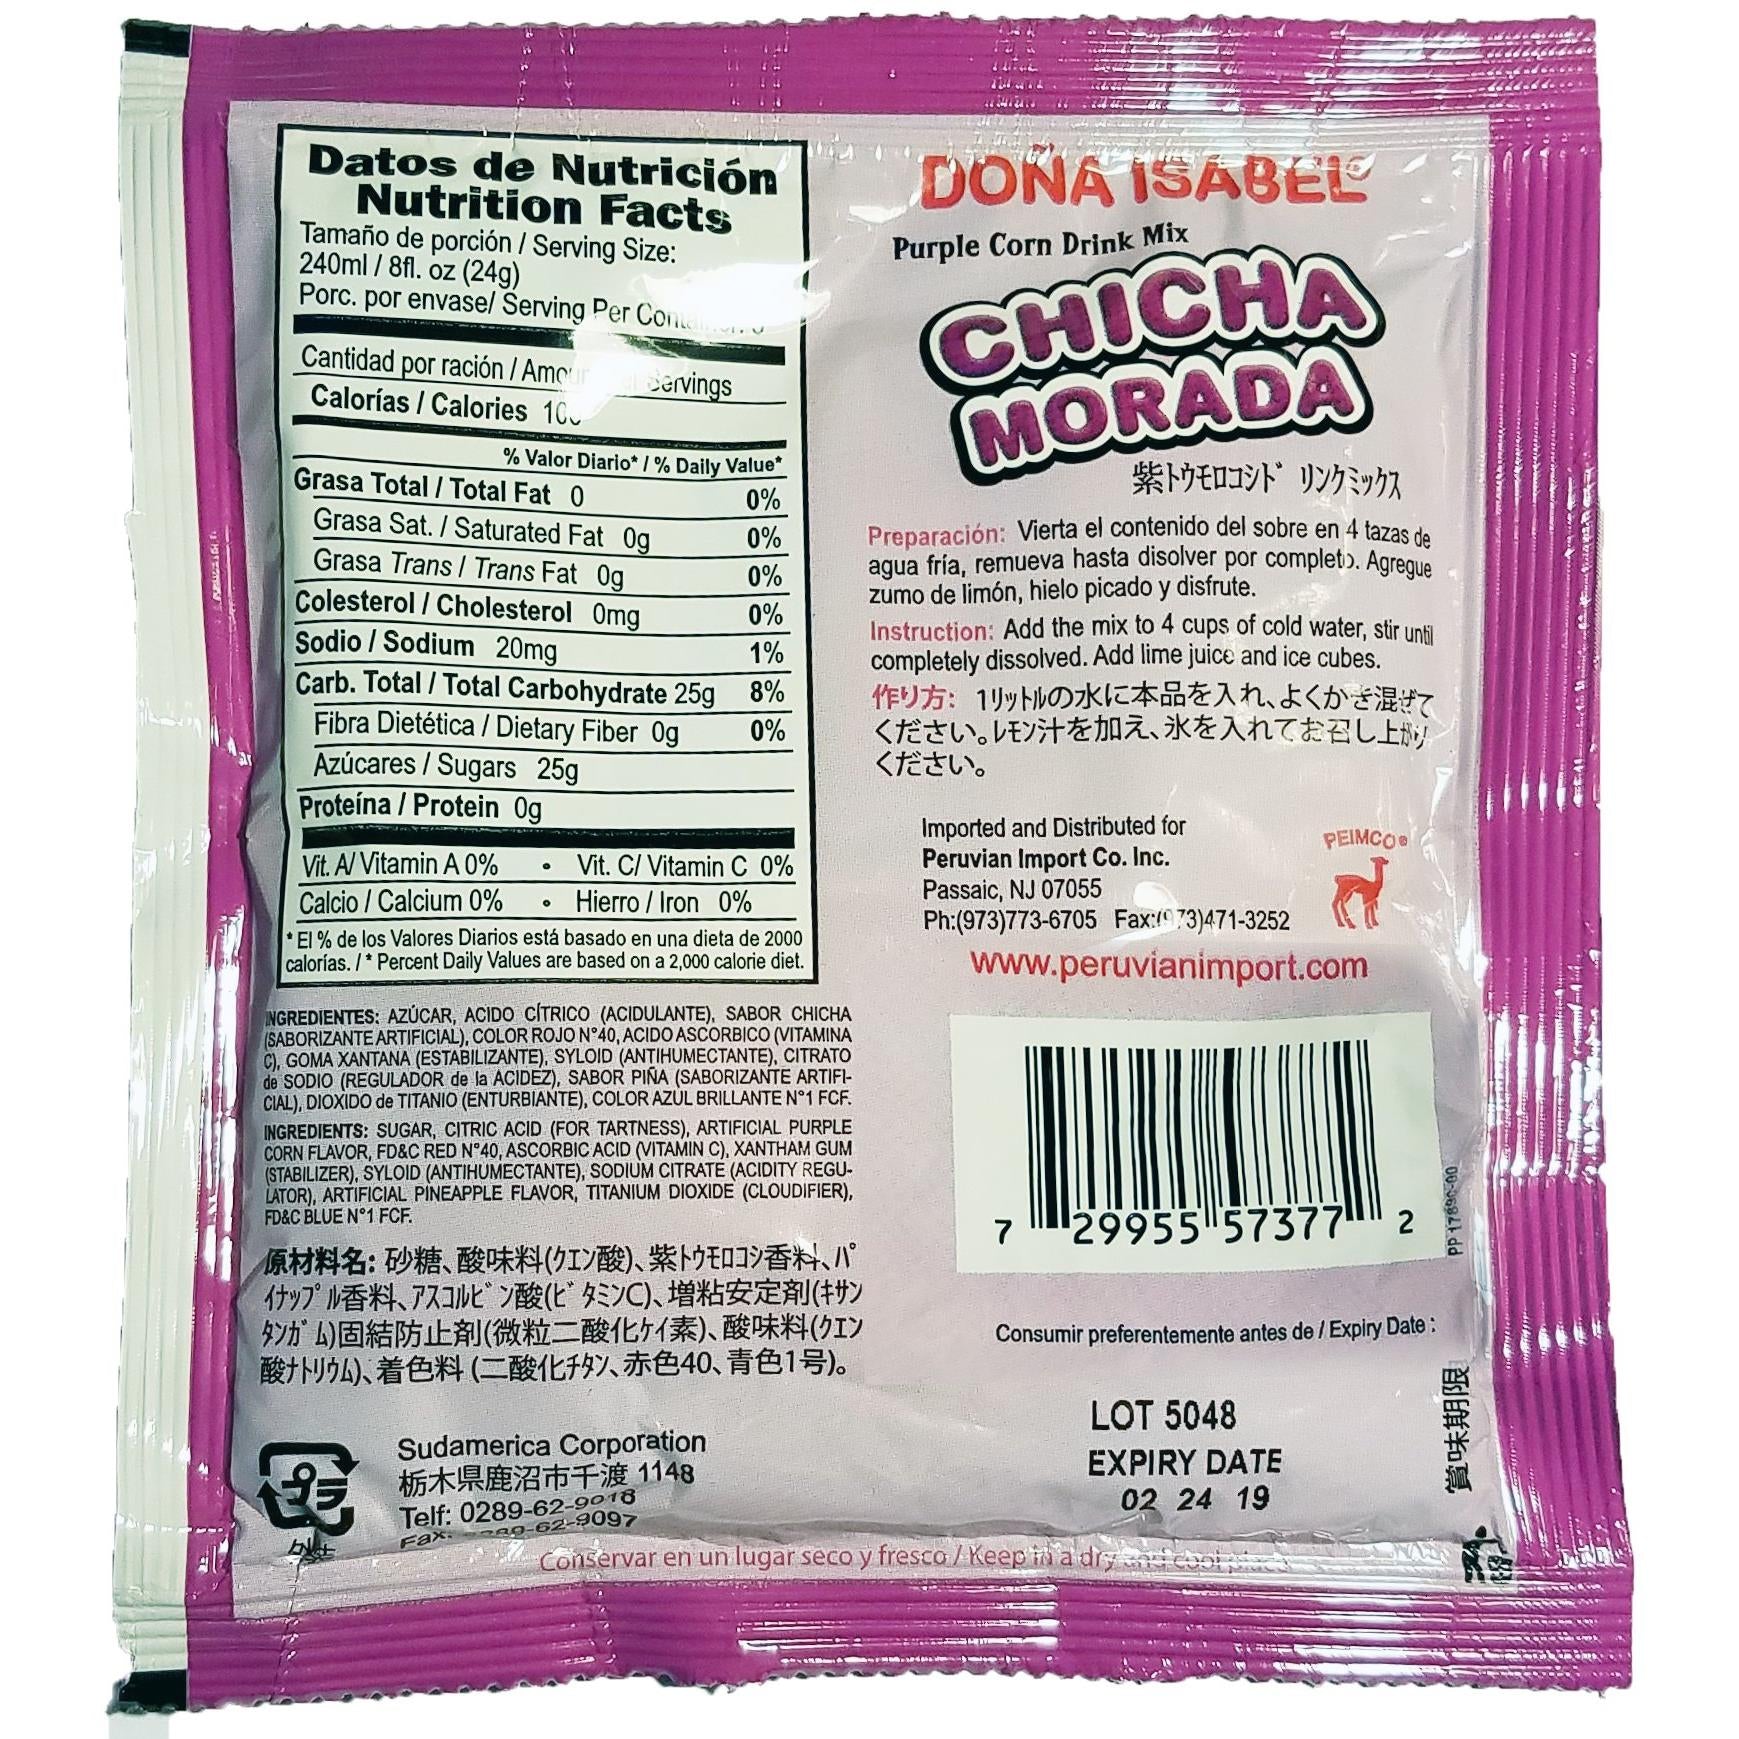 Datos de Nutrición
Nutrition Facts
Tamaño de porción / Serving Size:
240ml / 8fl. oz (24g)
Porc. por envase/ Serving Per
Cantidad por ración / Servings
Calorías / Calories
% Valor Diario* / % Daily Value*
Grasa Total / Total Fat 0 0%
Grasa Sat. / Saturated Fat 0g 0%
Grasa Trans / Trans Fat 0g 0%
Colesterol / Cholesterol 0mg 0%
Sodio / Sodium 20mg 1%
Carb. Total / Total Carbohydrate 25g 8%
Fibra Dietética / Dietary Fiber 0g 0%
Azúcares / Sugars 25g
Proteína / Protein 0g
Vit. A/ Vitamin A 0% • Vit. C/ Vitamin C 0%
Calcio / Calcium 0% • Hierro / Iron 0%
* El % de los Valores Diarios está basado en una dieta de 2000
calorías. / * Percent Daily Values are based on a 2,000 calorie diet.
INGREDIENTES: AZÚCAR, ACIDO CÍTRICO (ACIDULANTE), SABOR CHICHA
(SABORIZANTE ARTIFICIAL), COLOR ROJO N°40, ACIDO ASCORBICO (VITAMINA
C), GOMA XANTANA (ESTABILIZANTE), SYLOID (ANTIHUMECTANTE), CITRATO
de SODIO (REGULADOR de la ACIDEZ), SABOR PIÑA (SABORIZANTE ARTIFI-
CIAL), DIOXIDO de TITANIO (ENTURBIANTE), COLOR AZUL BRILLANTE N°1 FCF.
INGREDIENTS: SUGAR, CITRIC ACID (FOR TARTNESS), ARTIFICIAL PURPLE
CORN FLAVOR, FD&C RED N°40, ASCORBIC ACID (VITAMIN C), XANTHAM GUM
(STABILIZER), SYLOID (ANTIHUMECTANTE), SODIUM CITRATE (ACIDITY REGU-
LATOR), ARTIFICIAL PINEAPPLE FLAVOR, TITANIUM DIOXIDE (CLOUDIFIER),
FD&C BLUE N°1 FCF.
原材料名: 砂糖、酸味料(ｸｴﾝ酸)、紫ﾄｳﾓﾛｺｼ香料、ﾊﾟ
ｲﾅｯﾌﾟﾙ香料、ｱｽｺﾙﾋﾞﾝ酸(ﾋﾞﾀﾐﾝC)、増粘安定剤(ｷｻﾝ
ﾀﾝｶﾞﾑ)固結防止剤(微粒二酸化ｹｲ素)、酸味料(ｸｴﾝ
酸ﾅﾄﾘｳﾑ)、着色料 (二酸化ﾁﾀﾝ、赤色40、青色1号)。
プラ
外装
Sudamerica Corporation
栃木県鹿沼市千渡 1148
Telf: 0289-62-9018
Fax: -62-9097
DOÑA ISABEL®
Purple Corn Drink Mix
CHICHA
MORADA
紫ﾄｳﾓﾛｺｼﾄﾞ ﾘﾝｸﾐｯｸｽ
Preparación: Vierta el contenido del sobre en 4 tazas de
agua fría, remueva hasta disolver por completo. Agregue
zumo de limón, hielo picado y disfrute.
Instruction: Add the mix to 4 cups of cold water, stir until
completely dissolved. Add lime juice and ice cubes.
作り方: 1ﾘｯﾄﾙの水に本品を入れ、よくかき混ぜて
ください。ﾚﾓﾝ汁を加え、氷を入れてお召し上がり
ください。
Imported and Distributed for
Peruvian Import Co. Inc.
Passaic, NJ 07055
Ph:(973)773-6705 Fax:(973)471-3252
PEIMCO®
www.peruvianimport.com
7 29955 57377 2
PP 17890-00
Consumir preferentemente antes de / Expiry Date :
LOT 5048
EXPIRY DATE
02 24 19
賞味期限
Conservar en un lugar seco y fresco / Keep in a dry and cool place